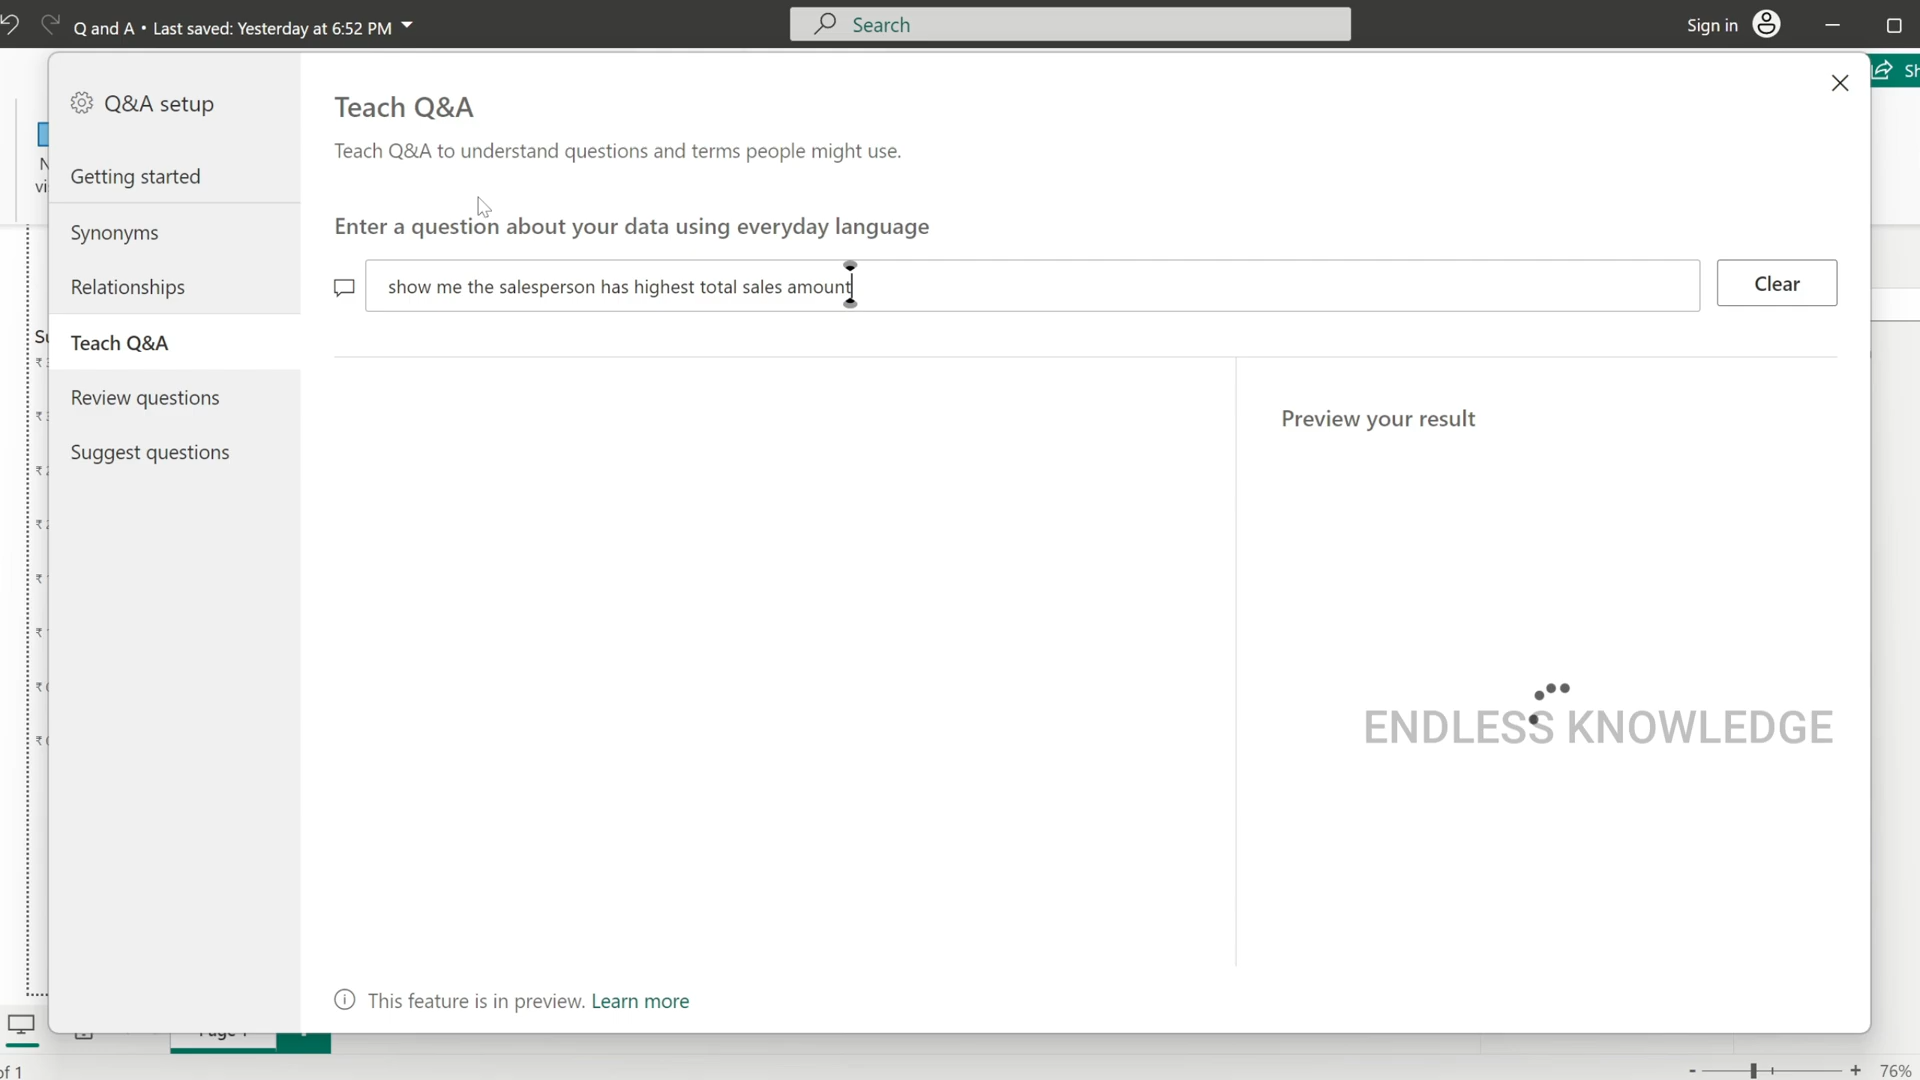 Q and A • Last saved: Yesterday at 6:52 PM
Search
Sign in
Q&A setup
Getting started
Synonyms
Relationships
Teach Q&A
Review questions
Suggest questions
Teach Q&A
Teach Q&A to understand questions and terms people might use.
Enter a question about your data using everyday language
show me the salesperson has highest total sales amount
Clear
Preview your result
ENDLESS KNOWLEDGE
This feature is in preview. Learn more
of 1
76%